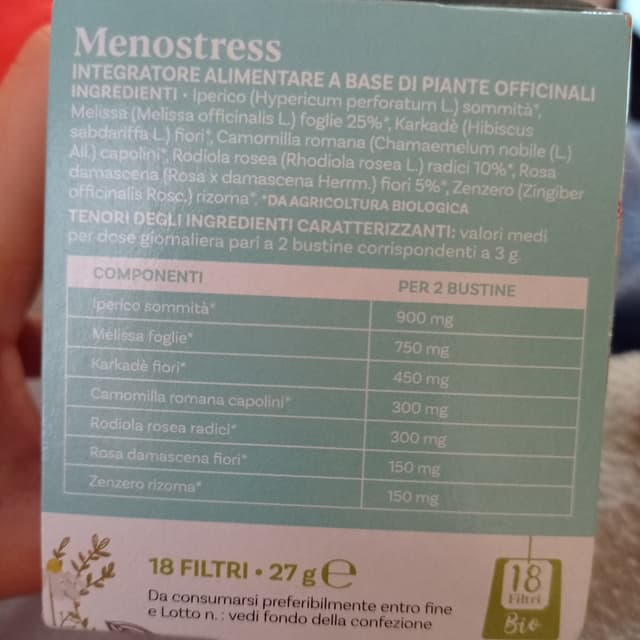 Menostress
INTEGRATORE ALIMENTARE A BASE DI PIANTE OFFICINALI
INGREDIENTI • Iperico (Hypericum perforatum L.) sommità*,
Melissa (Melissa officinalis L.) foglie 25%*, Karkadè (Hibiscus
sabdariffa L.) fiori*, Camomilla romana (Chamaemelum nobile (L.)
All.) capolini*, Rodiola rosea (Rhodiola rosea L.) radici 10%*, Rosa
damascena (Rosa x damascena Herrm.) fiori 5%*, Zenzero (Zingiber
officinalis Rosc.) rizoma*. *DA AGRICOLTURA BIOLOGICA
TENORI DEGLI INGREDIENTI CARATTERIZZANTI: valori medi
per dose giornaliera pari a 2 bustine corrispondenti a 3 g.
COMPONENTI PER 2 BUSTINE
Iperico sommità* 900 mg
Melissa foglie* 750 mg
Karkadè fiori* 450 mg
Camomilla romana capolini* 300 mg
Rodiola rosea radici* 300 mg
Rosa damascena fiori* 150 mg
Zenzero rizoma* 150 mg
18 FILTRI • 27 g ℮
Da consumarsi preferibilmente entro fine
e Lotto n. : vedi fondo della confezione
18
Filtri
Bio